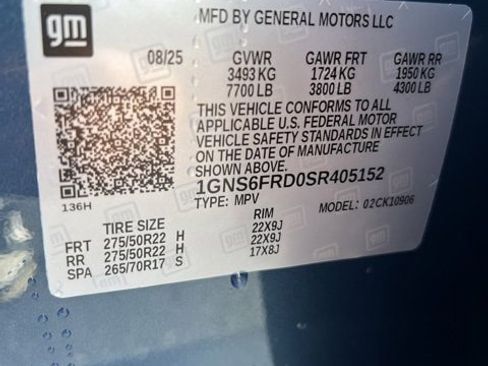 gm
MFD BY GENERAL MOTORS LLC
08/25 GVWR GAWR FRT GAWR RR
3493 KG 1724 KG 1950 KG
7700 LB 3800 LB 4300 LB
THIS VEHICLE CONFORMS TO ALL
APPLICABLE U.S. FEDERAL MOTOR
VEHICLE SAFETY STANDARDS IN EFFECT
ON THE DATE OF MANUFACTURE
SHOWN ABOVE.
1GNS6FRD0SR405152
136H TYPE: MPV MODEL: 02CK10906
TIRE SIZE RIM
FRT 275/50R22 H 22X9J
RR 275/50R22 H 22X9J
SPA 265/70R17 S 17X8J